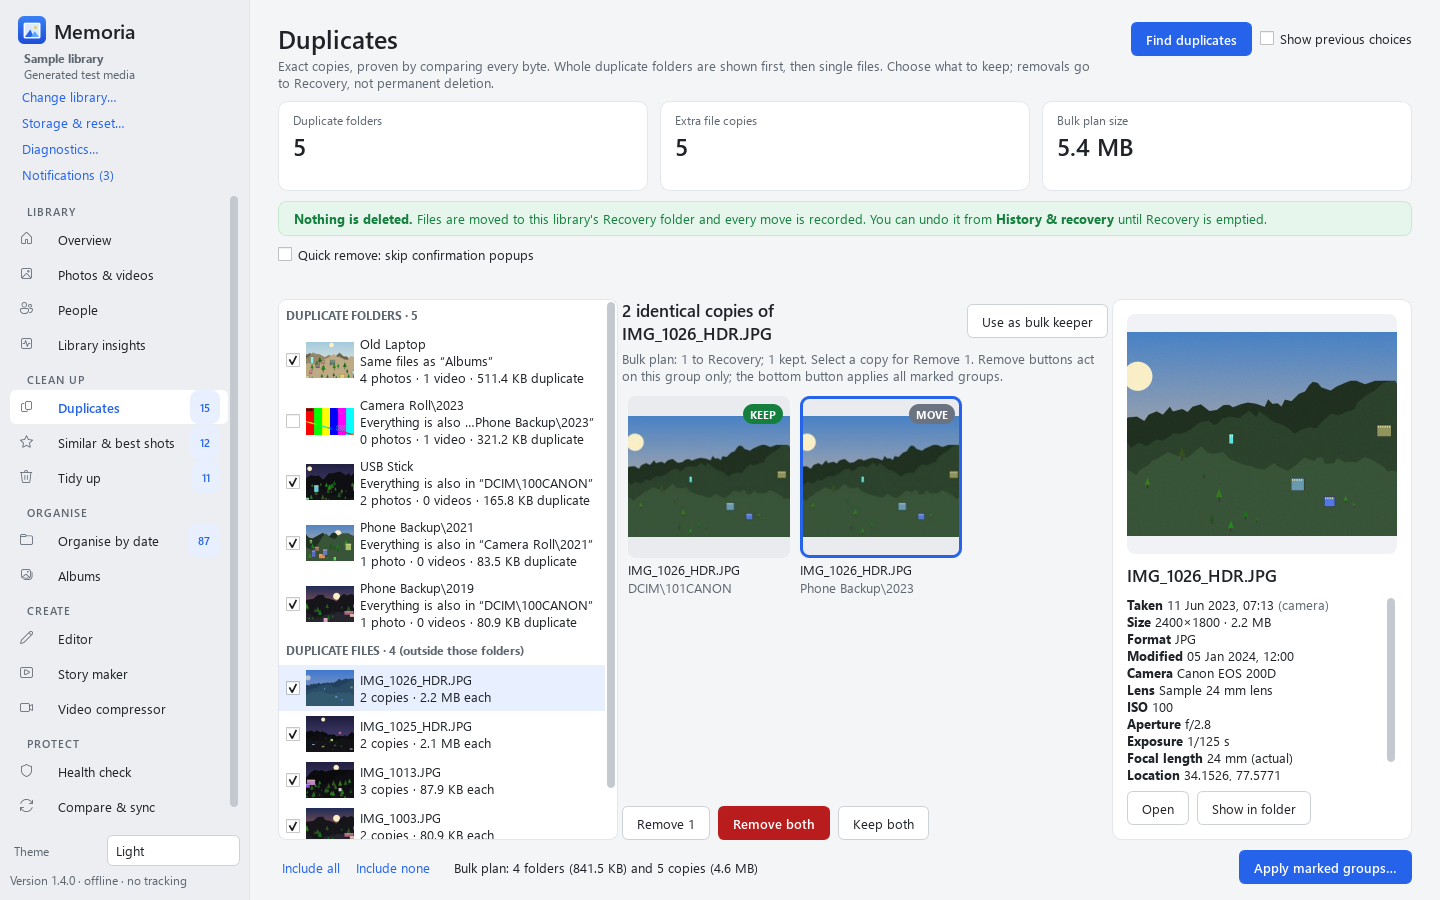 Memoria
Sample library
Generated test media
Change library...
Storage & reset...
Diagnostics...
Notifications (3)
LIBRARY
Overview
Photos & videos
People
Library insights
CLEAN UP
Duplicates 15
Similar & best shots 12
Tidy up 11
ORGANISE
Organise by date 87
Albums
CREATE
Editor
Story maker
Video compressor
PROTECT
Health check
Compare & sync
Theme Light
Version 1.4.0 · offline · no tracking
Duplicates
Find duplicates
Show previous choices
Exact copies, proven by comparing every byte. Whole duplicate folders are shown first, then single files. Choose what to keep; removals go
to Recovery, not permanent deletion.
Duplicate folders
5
Extra file copies
5
Bulk plan size
5.4 MB
Nothing is deleted. Files are moved to this library's Recovery folder and every move is recorded. You can undo it from History & recovery until Recovery is emptied.
Quick remove: skip confirmation popups
DUPLICATE FOLDERS · 5
Old Laptop
Same files as “Albums”
4 photos · 1 video · 511.4 KB duplicate
Camera Roll\2023
Everything is also ...Phone Backup\2023”
0 photos · 1 video · 321.2 KB duplicate
USB Stick
Everything is also in “DCIM\100CANON”
2 photos · 0 videos · 165.8 KB duplicate
Phone Backup\2021
Everything is also in “Camera Roll\2021”
1 photo · 0 videos · 83.5 KB duplicate
Phone Backup\2019
Everything is also in “DCIM\100CANON”
1 photo · 0 videos · 80.9 KB duplicate
DUPLICATE FILES · 4 (outside those folders)
IMG_1026_HDR.JPG
2 copies · 2.2 MB each
IMG_1025_HDR.JPG
2 copies · 2.1 MB each
IMG_1013.JPG
3 copies · 87.9 KB each
IMG_1003.JPG
2 copies · 80.9 KB each
2 identical copies of
IMG_1026_HDR.JPG
Use as bulk keeper
Bulk plan: 1 to Recovery; 1 kept. Select a copy for Remove 1. Remove buttons act
on this group only; the bottom button applies all marked groups.
KEEP
MOVE
IMG_1026_HDR.JPG
DCIM\101CANON
IMG_1026_HDR.JPG
Phone Backup\2023
Remove 1
Remove both
Keep both
IMG_1026_HDR.JPG
Taken 11 Jun 2023, 07:13 (camera)
Size 2400×1800 · 2.2 MB
Format JPG
Modified 05 Jan 2024, 12:00
Camera Canon EOS 200D
Lens Sample 24 mm lens
ISO 100
Aperture f/2.8
Exposure 1/125 s
Focal length 24 mm (actual)
Location 34.1526, 77.5771
Open
Show in folder
Include all
Include none
Bulk plan: 4 folders (841.5 KB) and 5 copies (4.6 MB)
Apply marked groups...